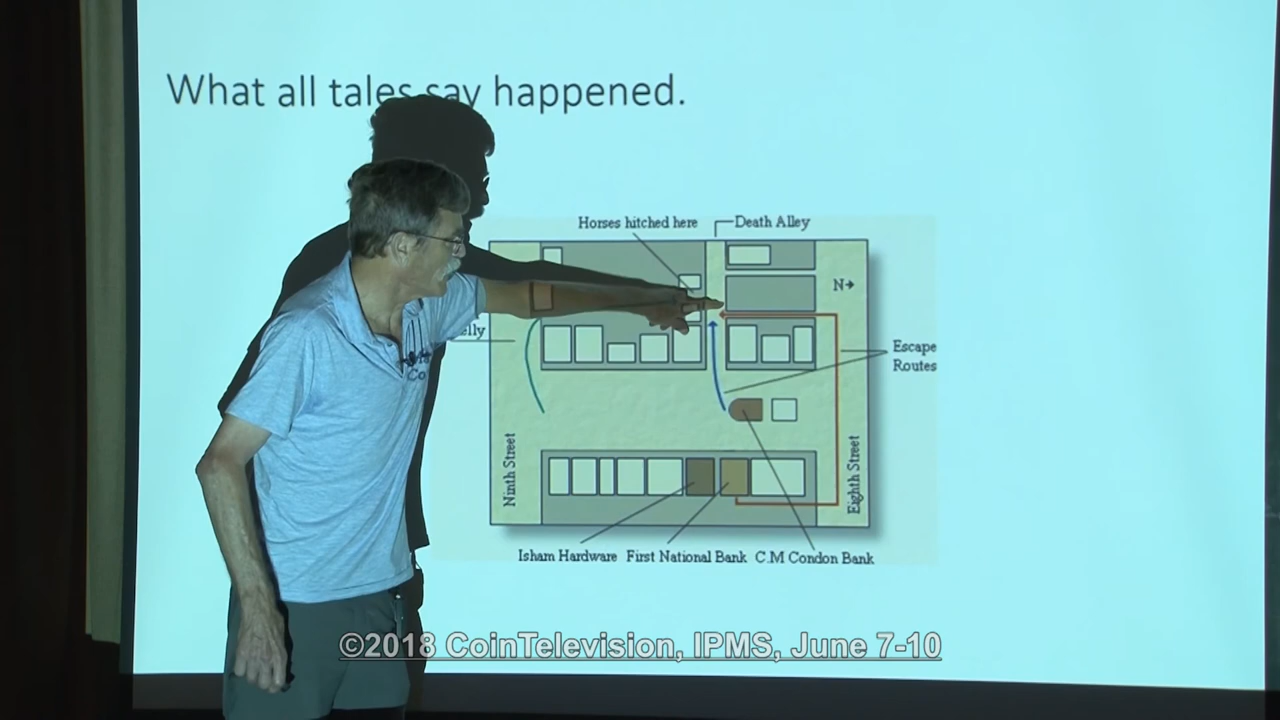 What all tales say happened.
Horses hitched here
Death Alley
N
Escape
Routes
Ninth Street
Eighth Street
Isham Hardware
First National Bank
C.M Condon Bank
©2018 CoinTelevision, IPMS, June 7-10